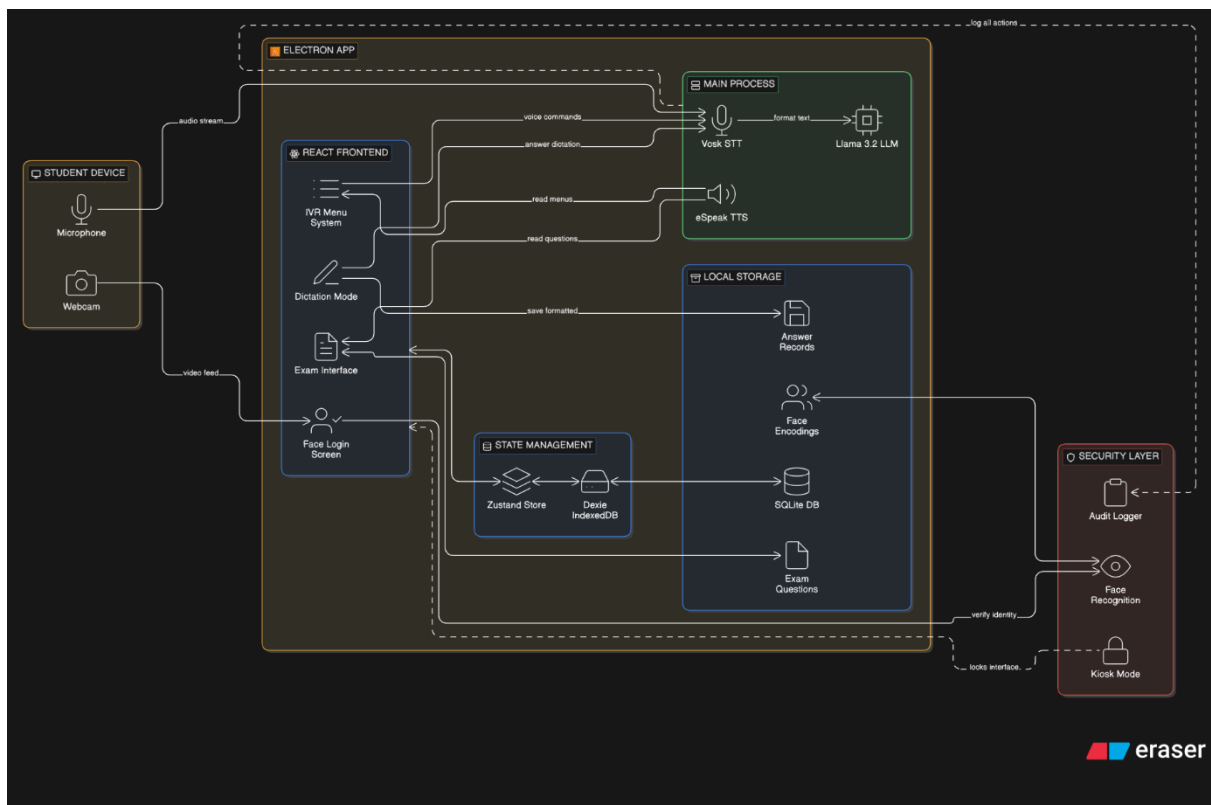 log all actions
ELECTRON APP
MAIN PROCESS
audio stream
voice commands
format text
Vosk STT
Llama 3.2 LLM
answer dictation
REACT FRONTEND
STUDENT DEVICE
IVR Menu
System
read menus
eSpeak TTS
Microphone
read questions
LOCAL STORAGE
Dictation Mode
Webcam
save formatted
Answer
Records
Exam Interface
video feed
Face
Encodings
Face Login
Screen
STATE MANAGEMENT
SECURITY LAYER
Zustand Store
Dexie
IndexedDB
SQLite DB
Audit Logger
Exam
Questions
Face
Recognition
verify identity
locks interface.
Kiosk Mode
eraser